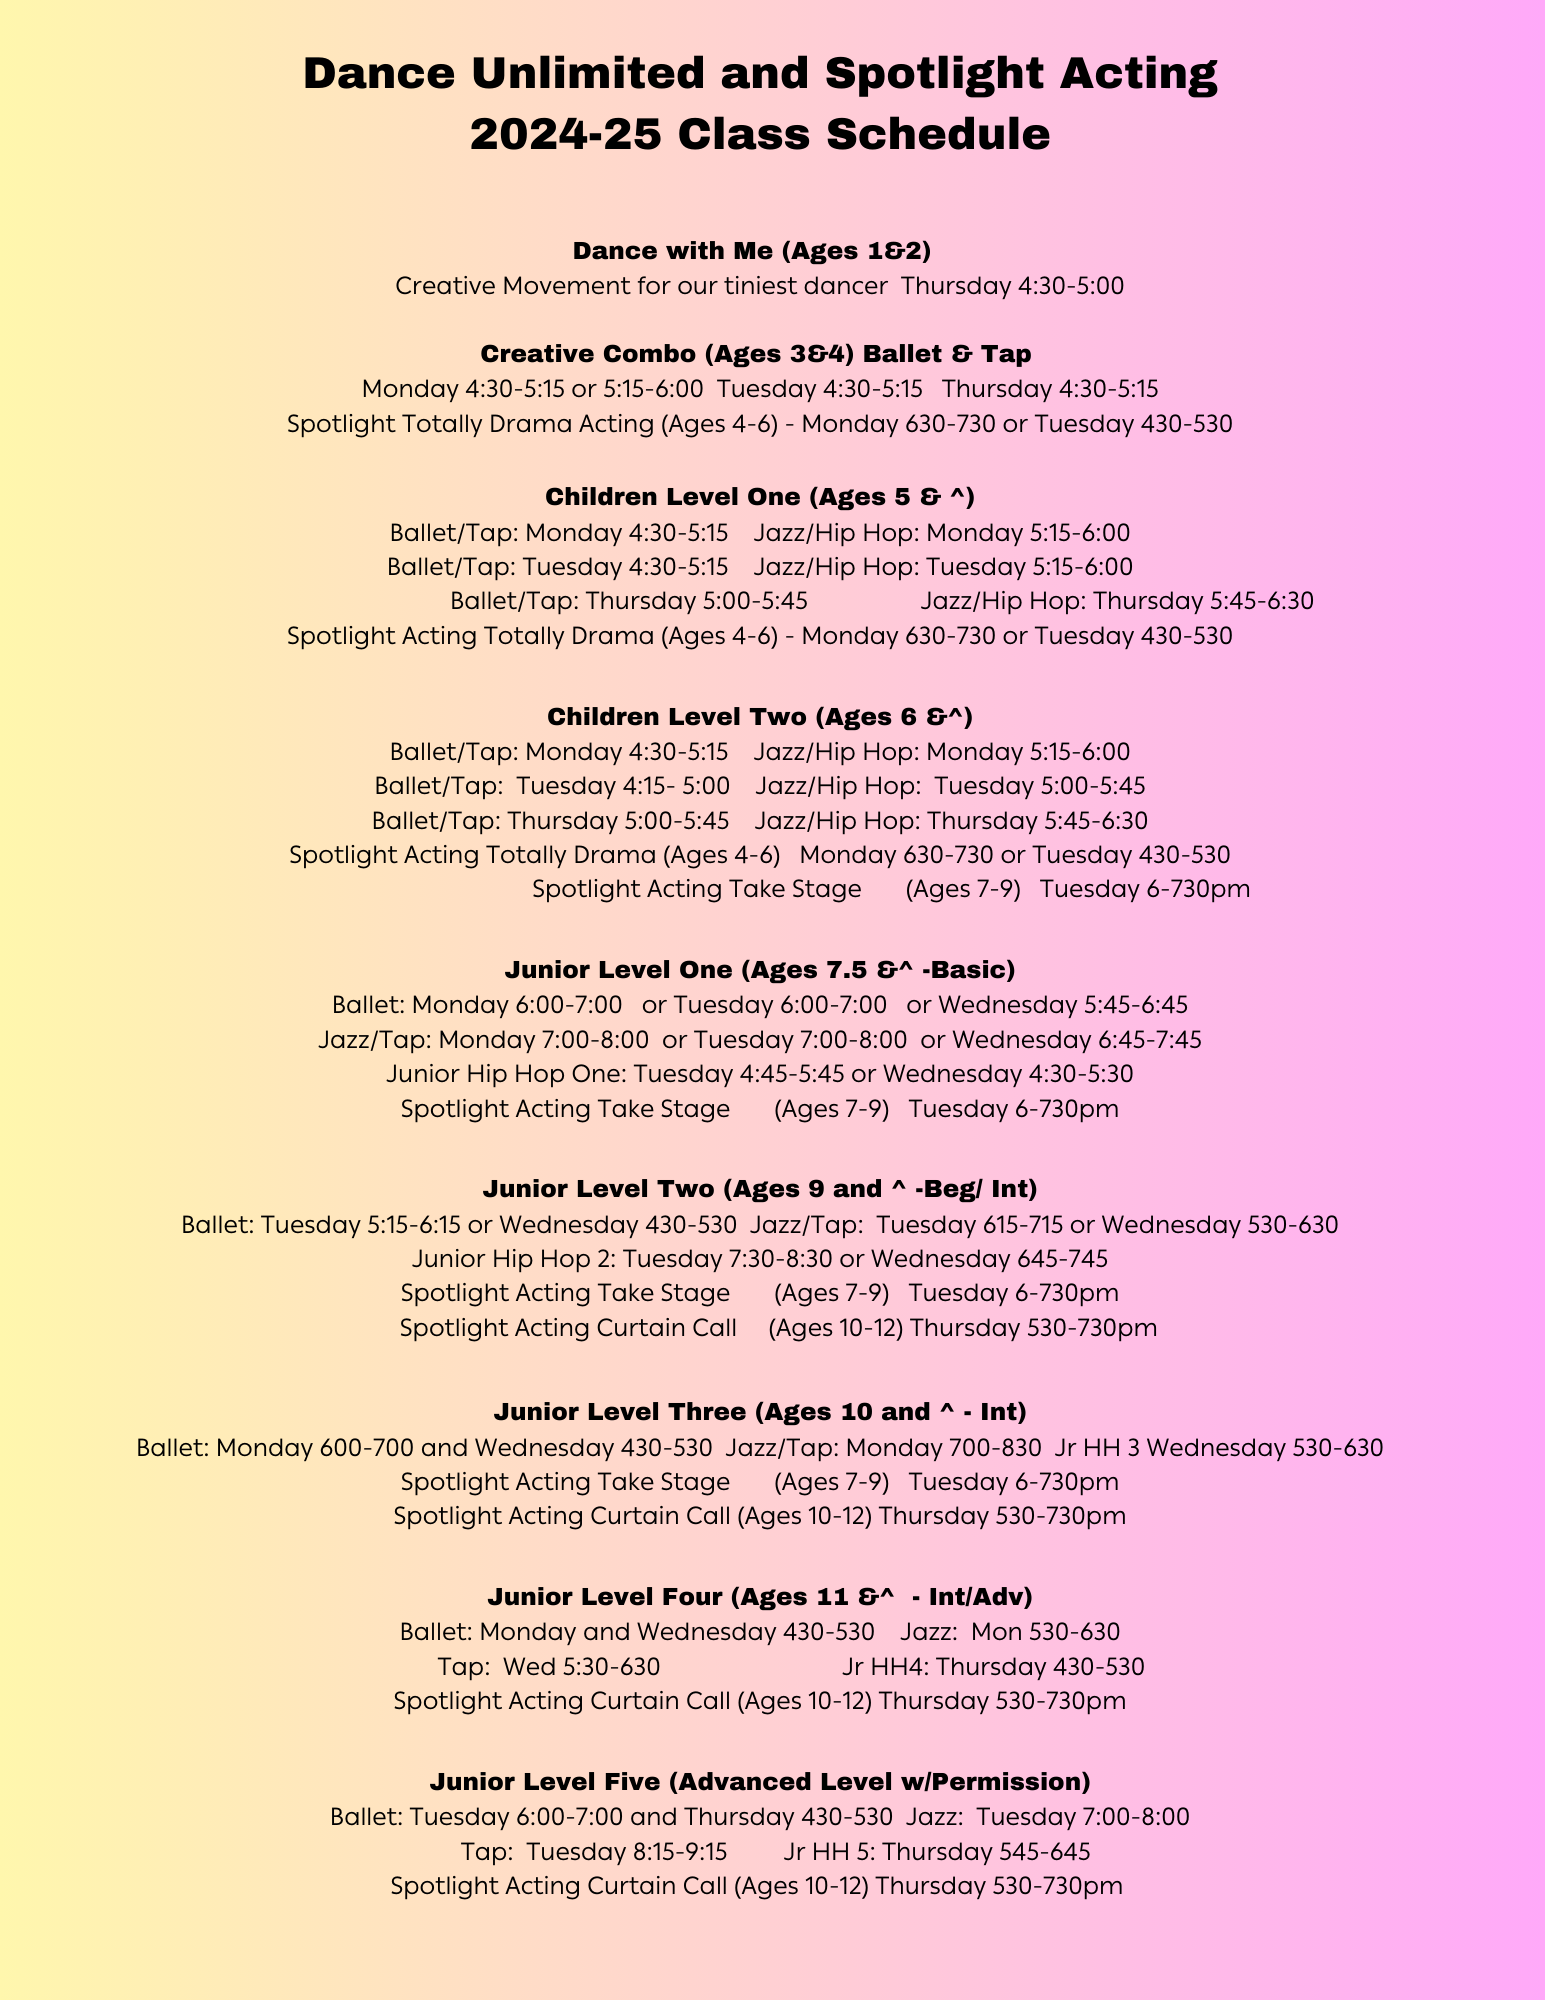 Dance Unlimited and Spotlight Acting
2024-25 Class Schedule
Dance with Me (Ages 1&2)
Creative Movement for our tiniest dancer  Thursday 4:30-5:00
Creative Combo (Ages 3&4) Ballet & Tap
Monday 4:30-5:15 or 5:15-6:00  Tuesday 4:30-5:15   Thursday 4:30-5:15
Spotlight Totally Drama Acting (Ages 4-6) - Monday 630-730 or Tuesday 430-530
Children Level One (Ages 5 & ^)
Ballet/Tap: Monday 4:30-5:15    Jazz/Hip Hop: Monday 5:15-6:00
Ballet/Tap: Tuesday 4:30-5:15    Jazz/Hip Hop: Tuesday 5:15-6:00
Ballet/Tap: Thursday 5:00-5:45    Jazz/Hip Hop: Thursday 5:45-6:30
Spotlight Acting Totally Drama (Ages 4-6) - Monday 630-730 or Tuesday 430-530
Children Level Two (Ages 6 &^)
Ballet/Tap: Monday 4:30-5:15    Jazz/Hip Hop: Monday 5:15-6:00
Ballet/Tap:  Tuesday 4:15- 5:00    Jazz/Hip Hop:  Tuesday 5:00-5:45
Ballet/Tap: Thursday 5:00-5:45    Jazz/Hip Hop: Thursday 5:45-6:30
Spotlight Acting Totally Drama (Ages 4-6)   Monday 630-730 or Tuesday 430-530
Spotlight Acting Take Stage    (Ages 7-9)   Tuesday 6-730pm
Junior Level One (Ages 7.5 &^ -Basic)
Ballet: Monday 6:00-7:00   or Tuesday 6:00-7:00   or Wednesday 5:45-6:45
Jazz/Tap: Monday 7:00-8:00  or Tuesday 7:00-8:00  or Wednesday 6:45-7:45
Junior Hip Hop One: Tuesday 4:45-5:45 or Wednesday 4:30-5:30
Spotlight Acting Take Stage    (Ages 7-9)   Tuesday 6-730pm
Junior Level Two (Ages 9 and ^ -Beg/ Int)
Ballet: Tuesday 5:15-6:15 or Wednesday 430-530  Jazz/Tap:  Tuesday 615-715 or Wednesday 530-630
Junior Hip Hop 2: Tuesday 7:30-8:30 or Wednesday 645-745
Spotlight Acting Take Stage    (Ages 7-9)   Tuesday 6-730pm
Spotlight Acting Curtain Call    (Ages 10-12) Thursday 530-730pm
Junior Level Three (Ages 10 and ^ - Int)
Ballet: Monday 600-700 and Wednesday 430-530  Jazz/Tap: Monday 700-830  Jr HH 3 Wednesday 530-630
Spotlight Acting Take Stage    (Ages 7-9)   Tuesday 6-730pm
Spotlight Acting Curtain Call (Ages 10-12) Thursday 530-730pm
Junior Level Four (Ages 11 &^  - Int/Adv)
Ballet: Monday and Wednesday 430-530    Jazz:  Mon 530-630
Tap:  Wed 5:30-630    Jr HH4: Thursday 430-530
Spotlight Acting Curtain Call (Ages 10-12) Thursday 530-730pm
Junior Level Five (Advanced Level w/Permission)
Ballet: Tuesday 6:00-7:00 and Thursday 430-530  Jazz:  Tuesday 7:00-8:00
Tap:  Tuesday 8:15-9:15    Jr HH 5: Thursday 545-645
Spotlight Acting Curtain Call (Ages 10-12) Thursday 530-730pm